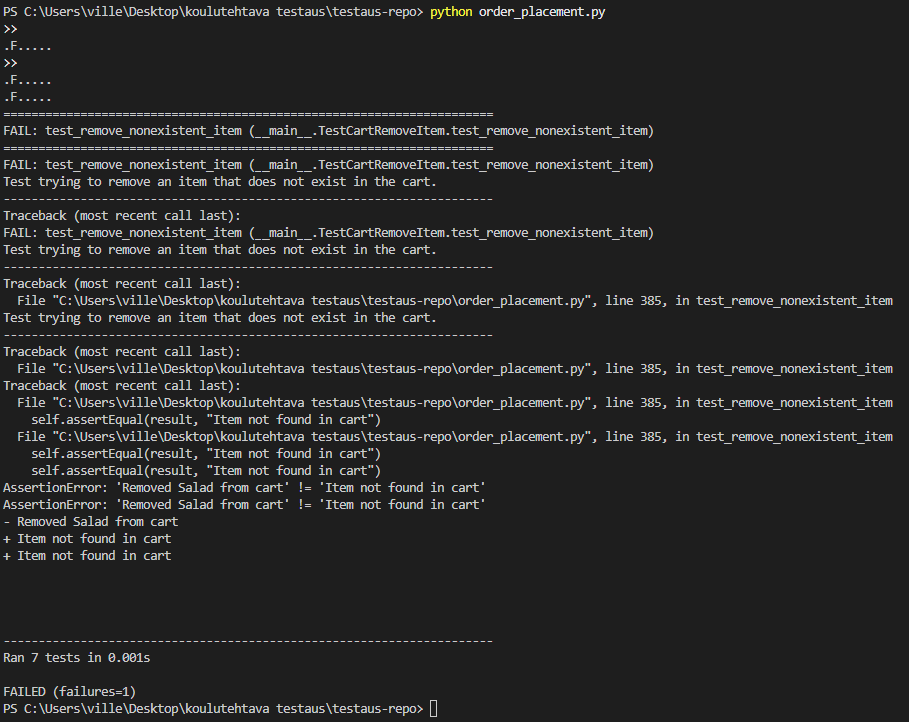 PS C:\Users\ville\Desktop\koulutehtava testaus\testaus-repo> python order_placement.py
>>
.F.....
>>
.F.....
.F.....
======================================================================
FAIL: test_remove_nonexistent_item (__main__.TestCartRemoveItem.test_remove_nonexistent_item)
======================================================================
FAIL: test_remove_nonexistent_item (__main__.TestCartRemoveItem.test_remove_nonexistent_item)
Test trying to remove an item that does not exist in the cart.
----------------------------------------------------------------------
Traceback (most recent call last):
FAIL: test_remove_nonexistent_item (__main__.TestCartRemoveItem.test_remove_nonexistent_item)
Test trying to remove an item that does not exist in the cart.
----------------------------------------------------------------------
Traceback (most recent call last):
  File "C:\Users\ville\Desktop\koulutehtava testaus\testaus-repo\order_placement.py", line 385, in test_remove_nonexistent_item
Test trying to remove an item that does not exist in the cart.
----------------------------------------------------------------------
Traceback (most recent call last):
  File "C:\Users\ville\Desktop\koulutehtava testaus\testaus-repo\order_placement.py", line 385, in test_remove_nonexistent_item
Traceback (most recent call last):
  File "C:\Users\ville\Desktop\koulutehtava testaus\testaus-repo\order_placement.py", line 385, in test_remove_nonexistent_item
    self.assertEqual(result, "Item not found in cart")
  File "C:\Users\ville\Desktop\koulutehtava testaus\testaus-repo\order_placement.py", line 385, in test_remove_nonexistent_item
    self.assertEqual(result, "Item not found in cart")
    self.assertEqual(result, "Item not found in cart")
AssertionError: 'Removed Salad from cart' != 'Item not found in cart'
AssertionError: 'Removed Salad from cart' != 'Item not found in cart'
- Removed Salad from cart
+ Item not found in cart
+ Item not found in cart
----------------------------------------------------------------------
Ran 7 tests in 0.001s
FAILED (failures=1)
PS C:\Users\ville\Desktop\koulutehtava testaus\testaus-repo>